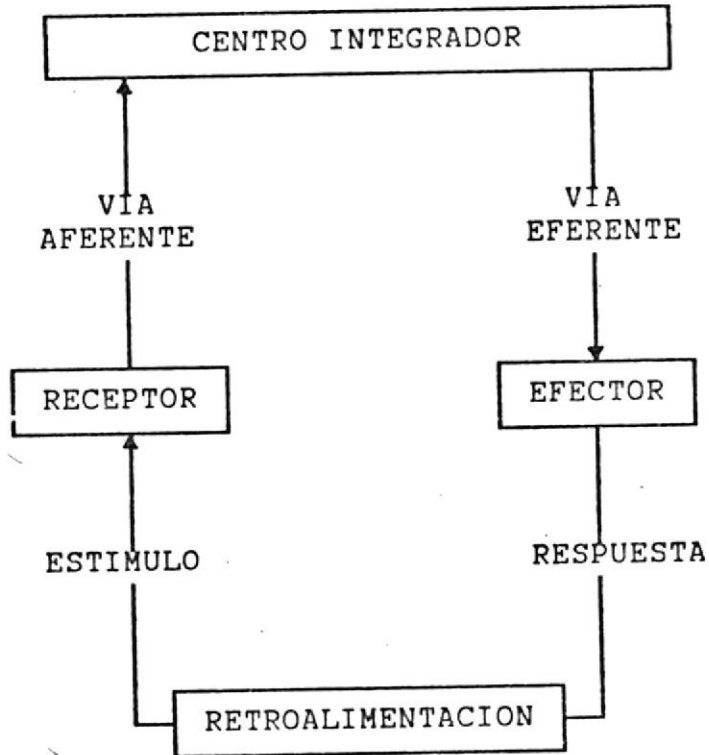 CENTRO INTEGRADOR
VIA
AFERENTE
VIA
EFERENTE
RECEPTOR
EFECTOR
ESTIMULO
RESPUESTA
RETROALIMENTACION